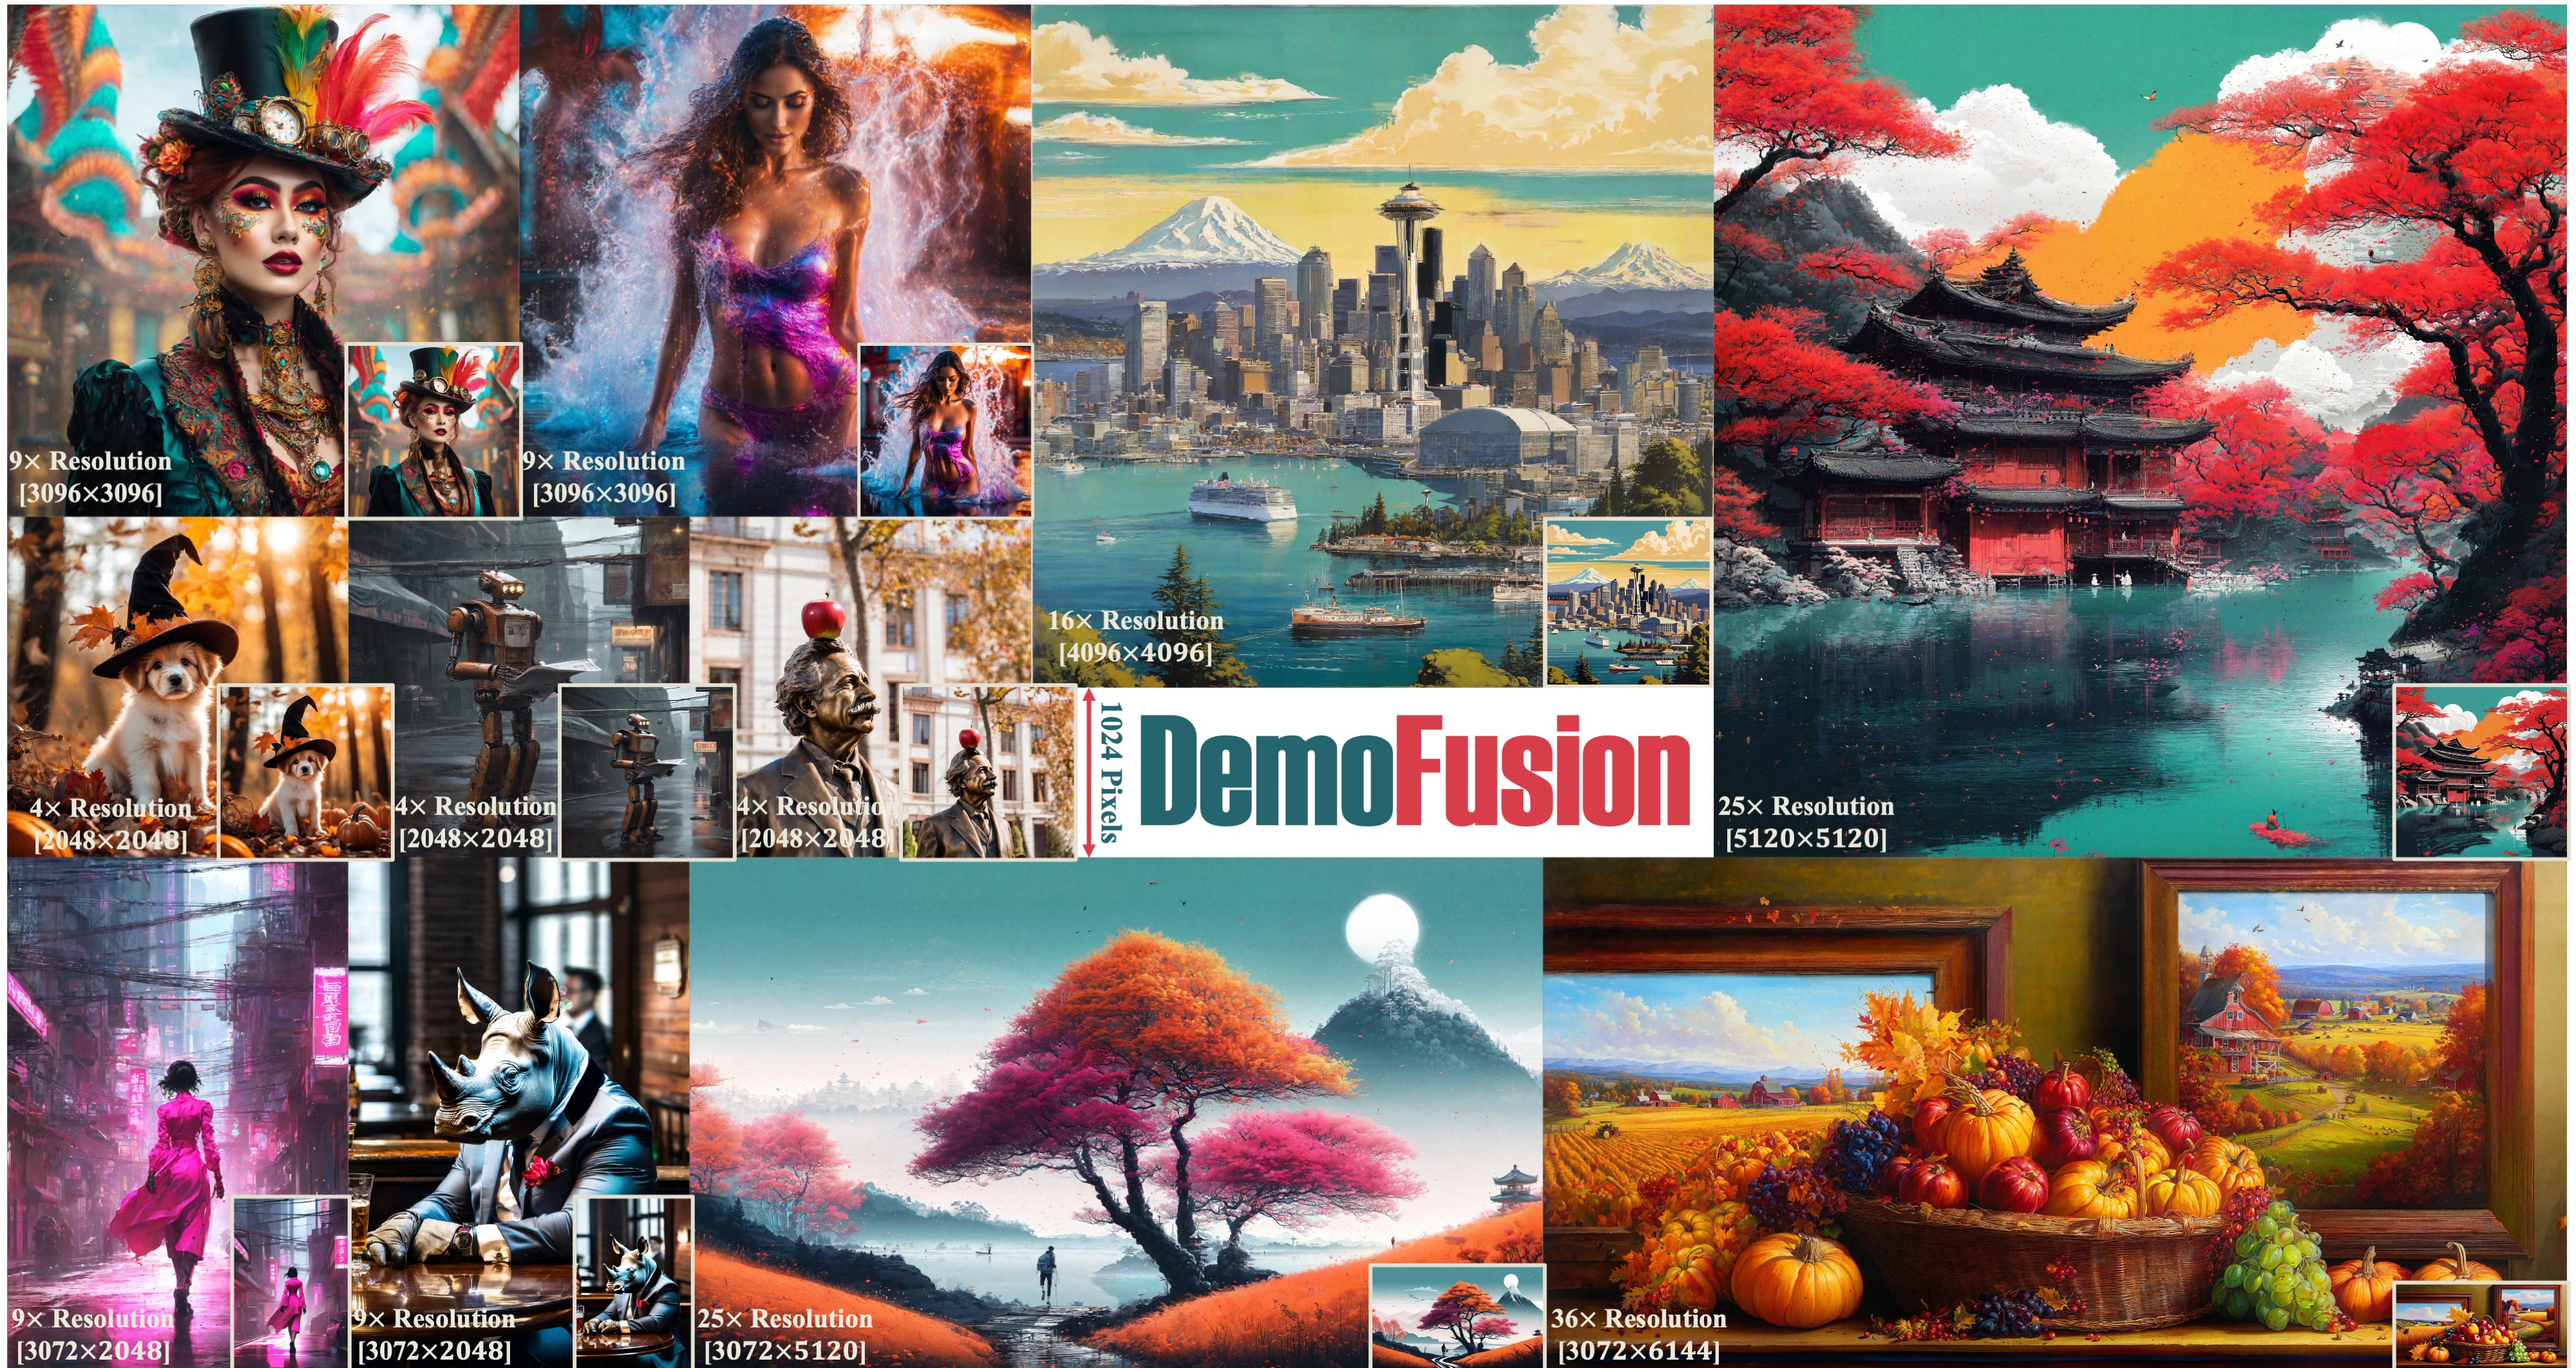 9× Resolution
[3096×3096]
9× Resolution
[3096×3096]
16× Resolution
[4096×4096]
25× Resolution
[5120×5120]
4× Resolution
[2048×2048]
4× Resolution
[2048×2048]
4× Resolution
[2048×2048]
1024 Pixels
DemoFusion
9× Resolution
[3072×2048]
9× Resolution
[3072×2048]
25× Resolution
[3072×5120]
36× Resolution
[3072×6144]